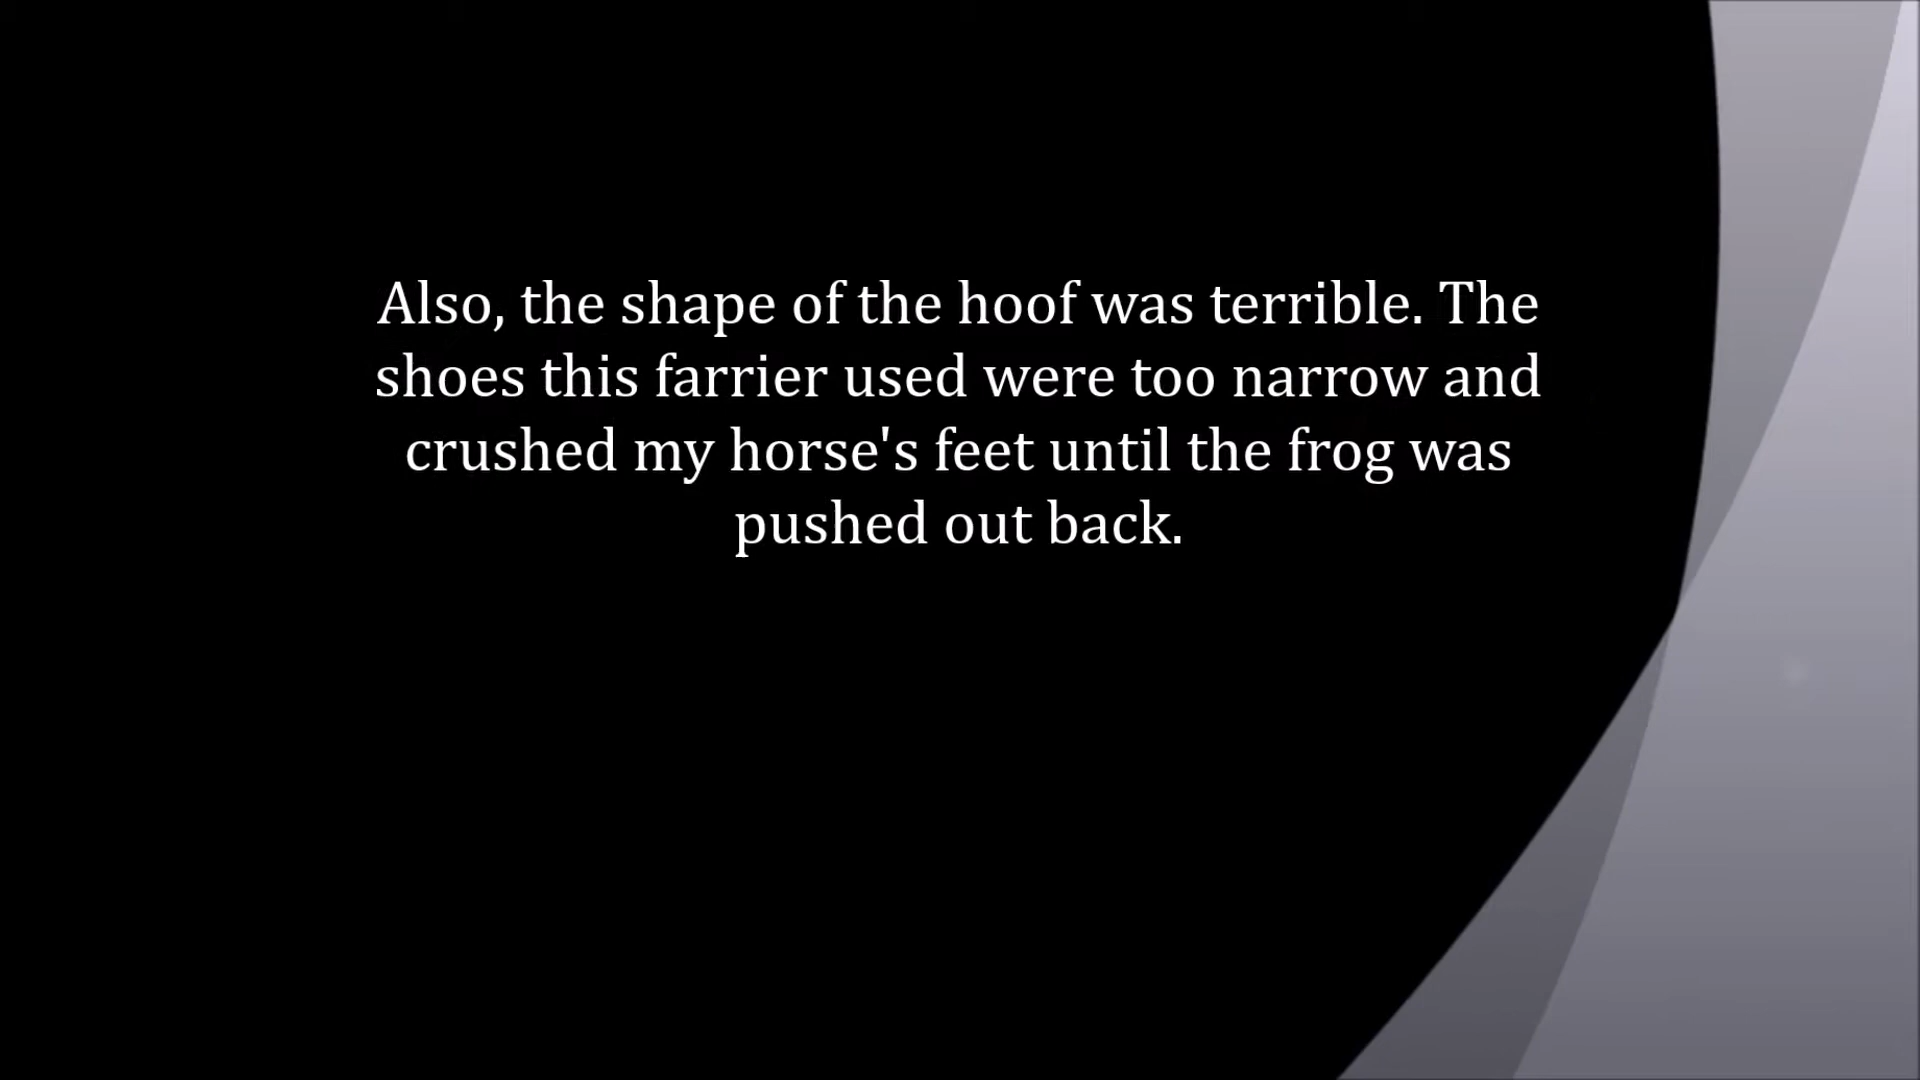 Also, the shape of the hoof was terrible. The
shoes this farrier used were too narrow and
crushed my horse's feet until the frog was
pushed out back.